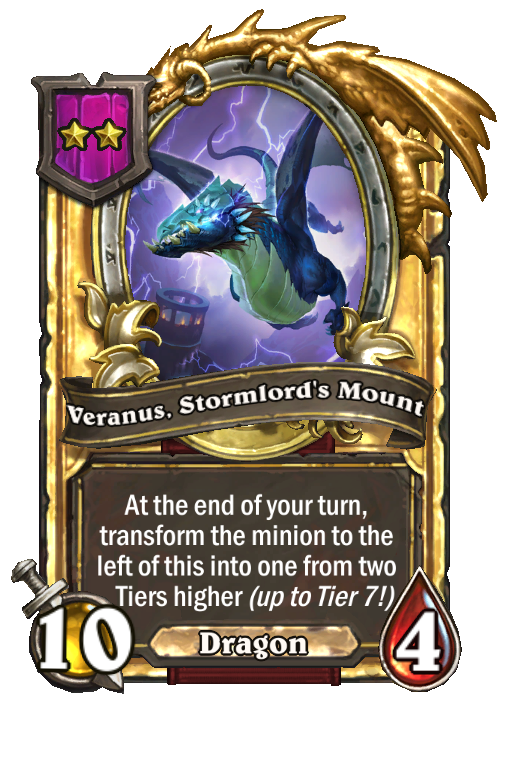 Veranus, Stormlord's Mount
At the end of your turn,
transform the minion to the
left of this into one from two
Tiers higher (up to Tier 7!)
10
Dragon
4